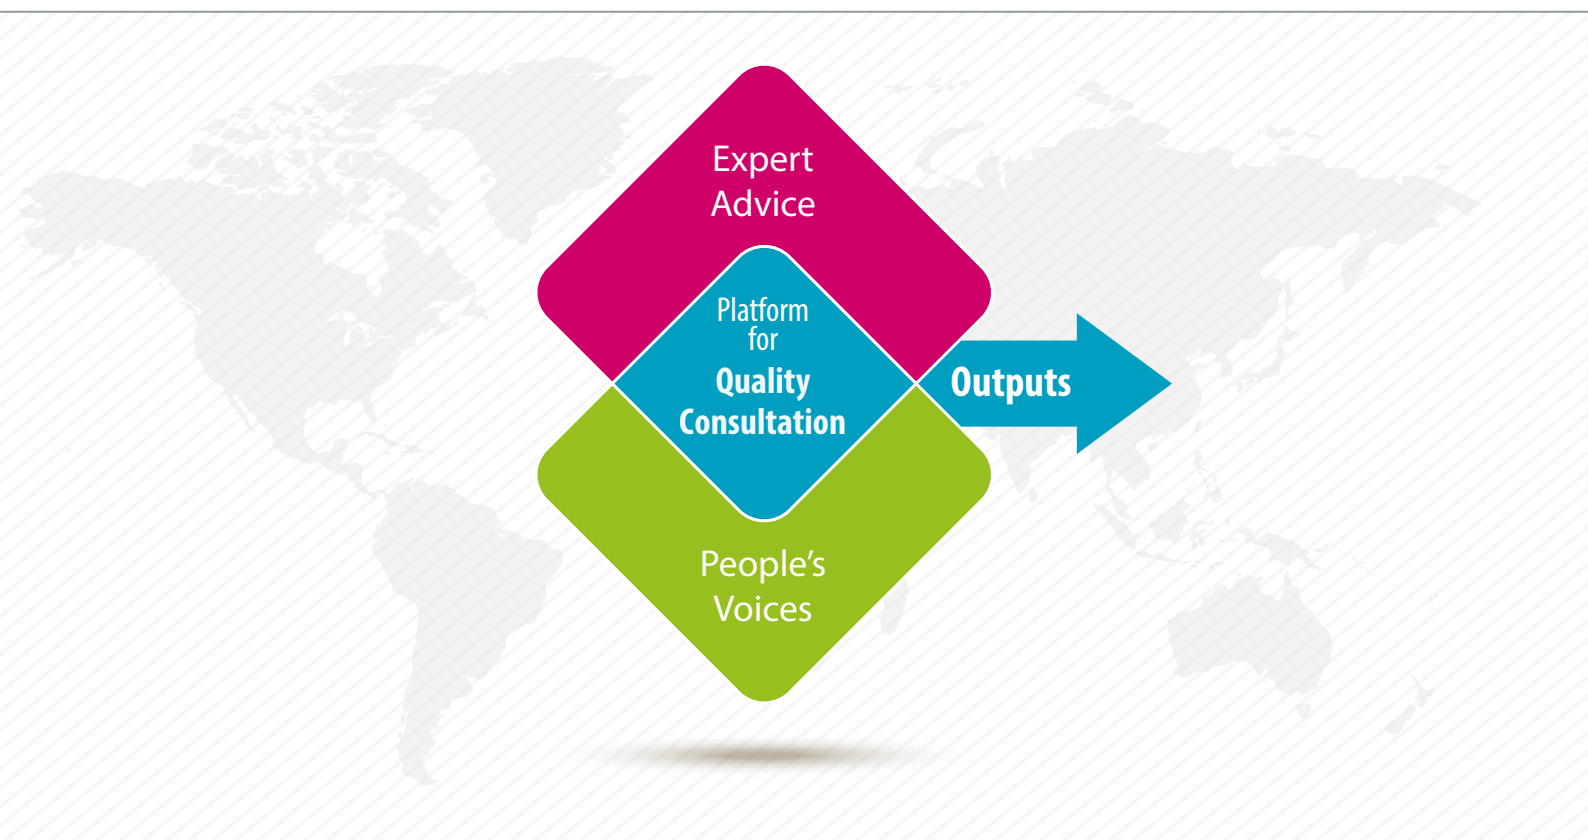 Expert
Advice
Platform
for
Quality
Consultation
Outputs
People’s
Voices